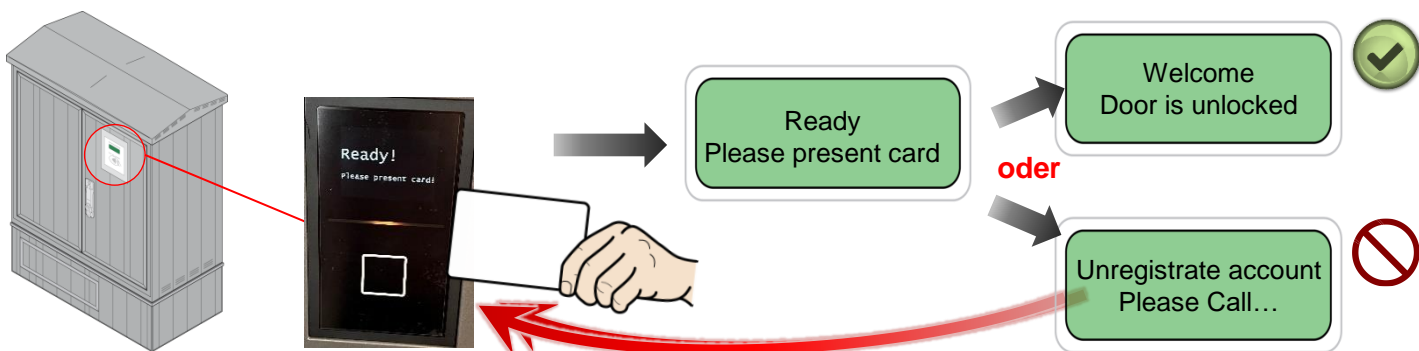 Ready!
Please present card!
Ready
Please present card
Welcome
Door is unlocked
oder
Unregistrate account
Please Call…